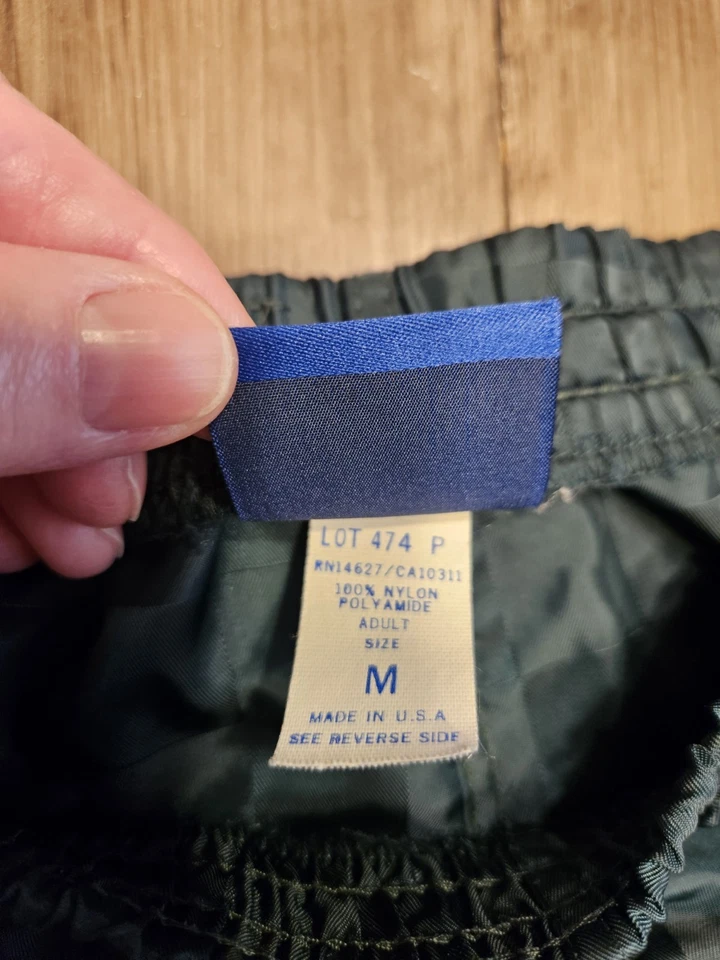 LOT 474 P
RN14627/CA10311
100% NYLON
POLYAMIDE
ADULT
SIZE
M
MADE IN U.S.A
SEE REVERSE SIDE